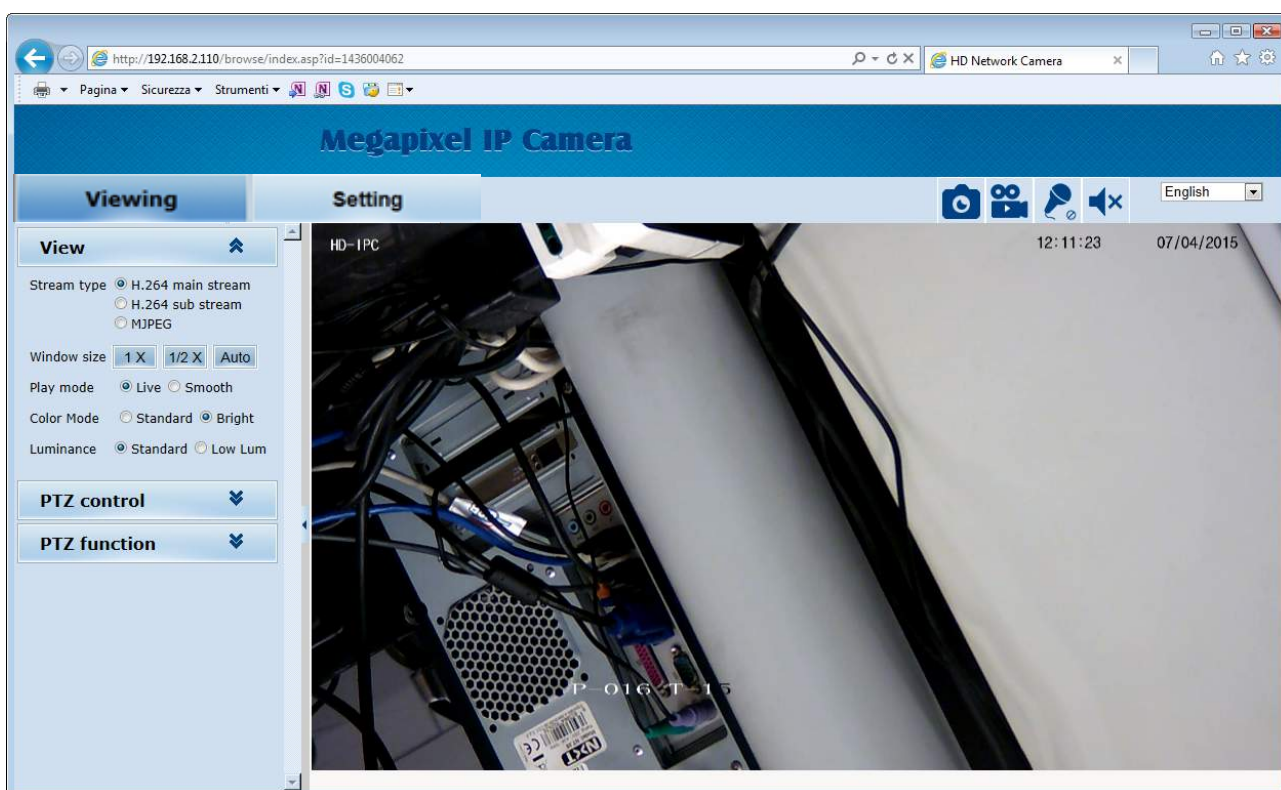 http://192.168.2.110/browse/index.asp?id=1436004062
HD Network Camera
Pagina Sicurezza Strumenti
Megapixel IP Camera
Viewing Setting English
View
HD-IPC 12:11:23 07/04/2015
Stream type H.264 main stream
H.264 sub stream
MJPEG
Window size 1 X 1/2 X Auto
Play mode Live Smooth
Color Mode Standard Bright
Luminance Standard Low Lum
PTZ control
PTZ function
P-016 T-15
NXT